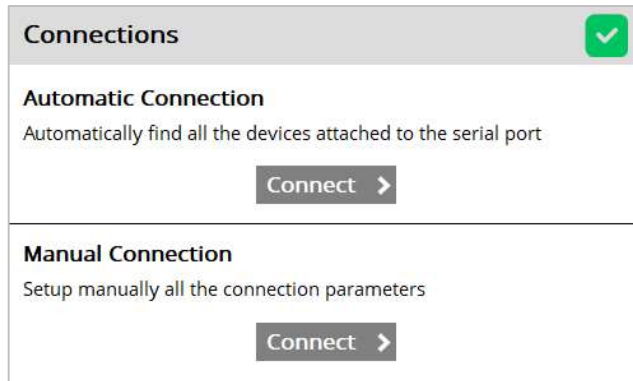 Connections
Automatic Connection
Automatically find all the devices attached to the serial port
Connect
Manual Connection
Setup manually all the connection parameters
Connect